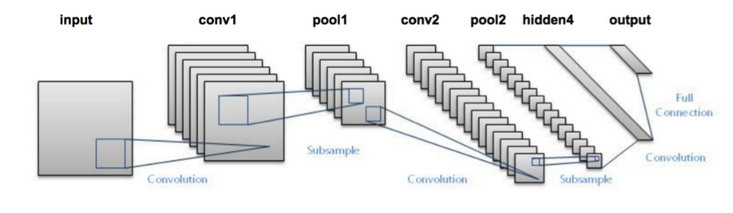 input conv1 pool1 conv2 pool2 hidden4 output
Full
Connection
Subsample
Convolution
Convolution
Convolution
Subsample